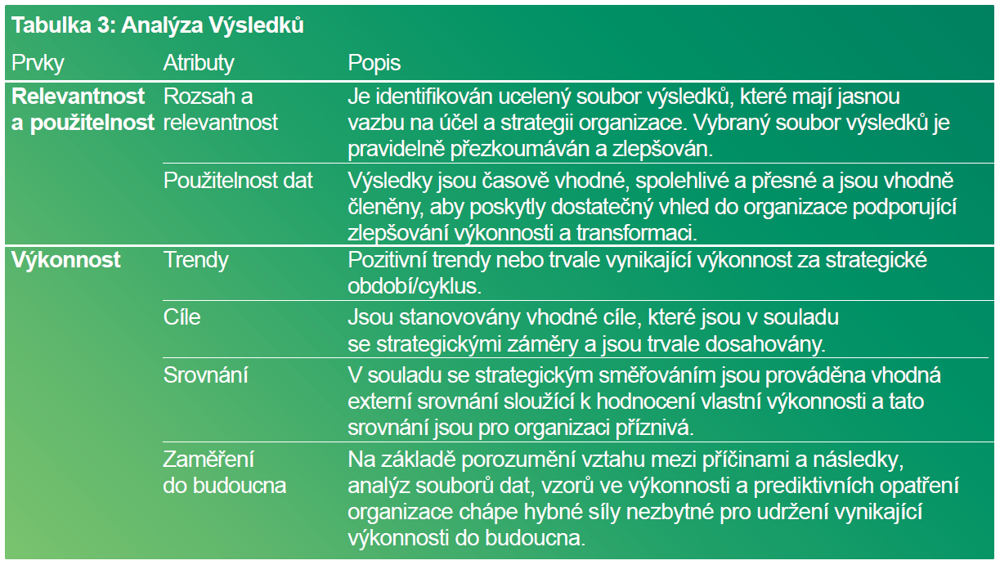 Tabulka 3: Analýza Výsledků
Prvky Atributy Popis
Relevantnost Rozsah a Je identifikován ucelený soubor výsledků, které mají jasnou
a použitelnost relevantnost vazbu na účel a strategii organizace. Vybraný soubor výsledků je
pravidelně přezkoumáván a zlepšován.
Použitelnost dat Výsledky jsou časově vhodné, spolehlivé a přesné a jsou vhodně
členěny, aby poskytly dostatečný vhled do organizace podporující
zlepšování výkonnosti a transformaci.
Výkonnost Trendy Pozitivní trendy nebo trvale vynikající výkonnost za strategické
období/cyklus.
Cíle Jsou stanovovány vhodné cíle, které jsou v souladu
se strategickými záměry a jsou trvale dosahovány.
Srovnání V souladu se strategickým směřováním jsou prováděna vhodná
externí srovnání sloužící k hodnocení vlastní výkonnosti a tato
srovnání jsou pro organizaci příznivá.
Zaměření Na základě porozumění vztahu mezi příčinami a následky,
do budoucna analýz souborů dat, vzorů ve výkonnosti a prediktivních opatření
organizace chápe hybné síly nezbytné pro udržení vynikající
výkonnosti do budoucna.